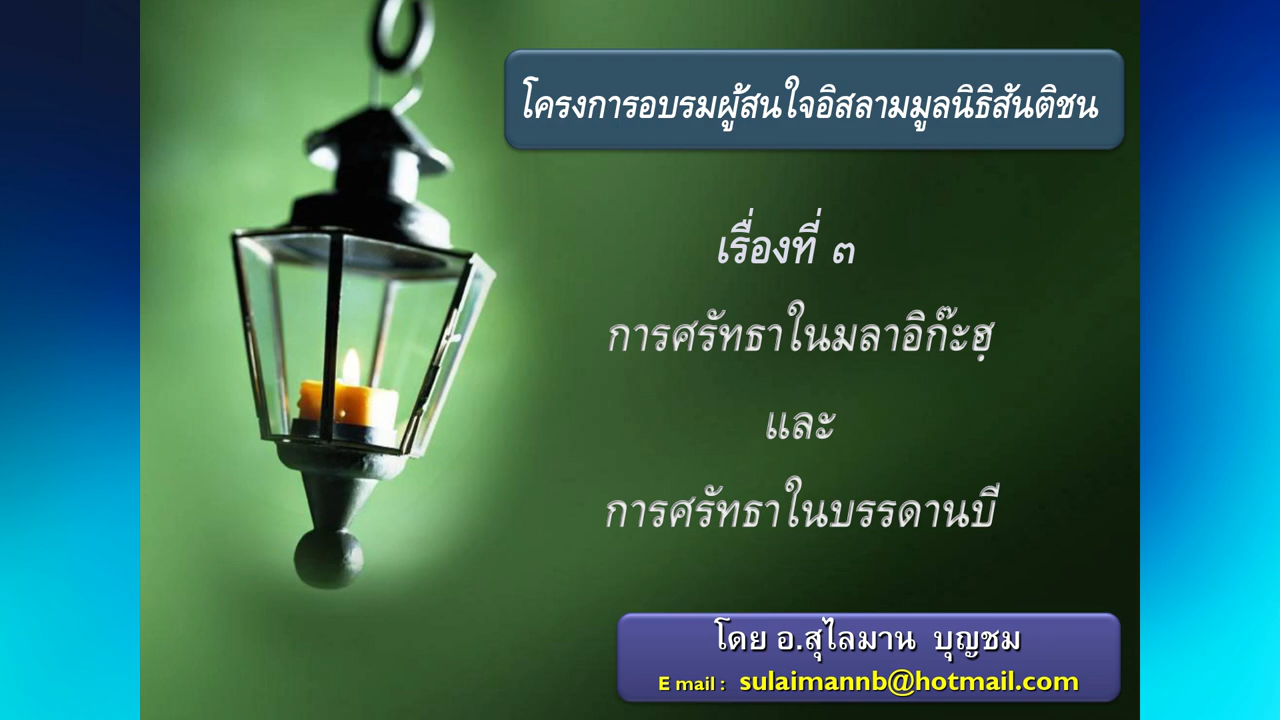 โครงการอบรมผู้สนใจอิสลามมูลนิธิสันติชน
เรื่องที่ ๓
การศรัทธาในมลาอิก๊ะฮฺ
และ
การศรัทธาในบรรดานบี
โดย อ.สุไลมาน บุญชม
E mail : sulaimannb@hotmail.com